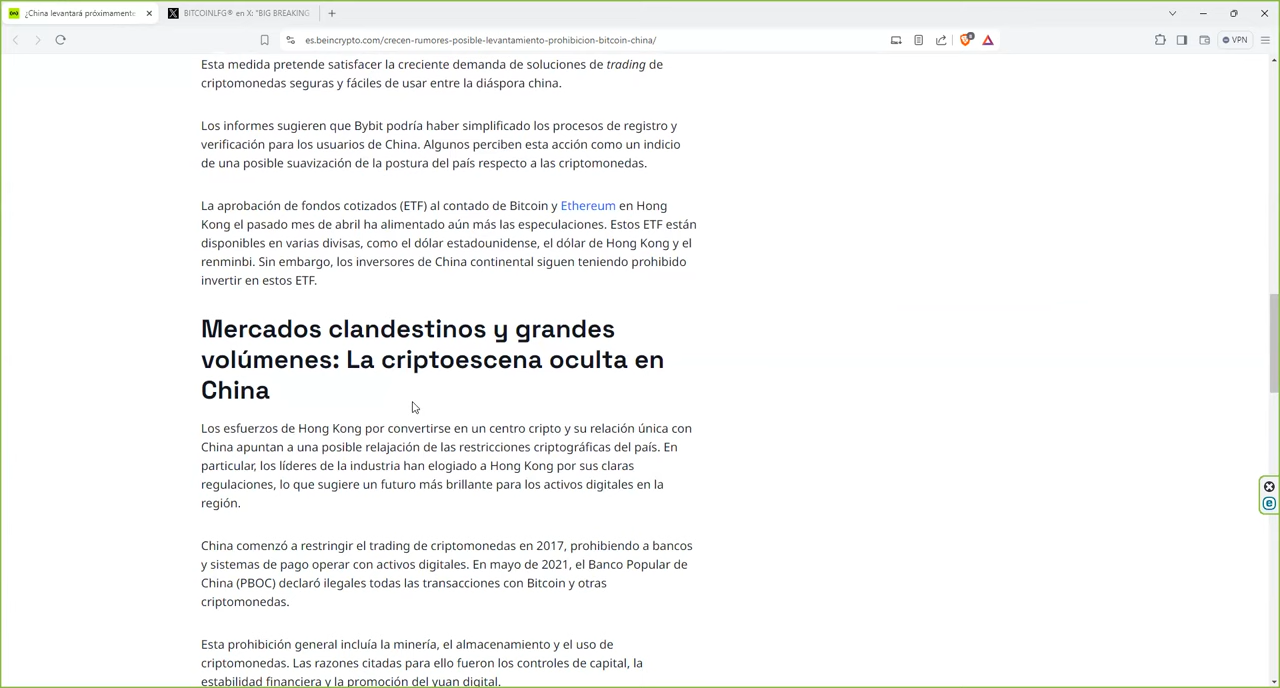 ¿China levantará próximamente
BITCOINLFG® en X: "BIG BREAKING
es.beincrypto.com/crecen-rumores-posible-levantamiento-prohibicion-bitcoin-china/
VPN
Esta medida pretende satisfacer la creciente demanda de soluciones de trading de
criptomonedas seguras y fáciles de usar entre la diáspora china.
Los informes sugieren que Bybit podría haber simplificado los procesos de registro y
verificación para los usuarios de China. Algunos perciben esta acción como un indicio
de una posible suavización de la postura del país respecto a las criptomonedas.
La aprobación de fondos cotizados (ETF) al contado de Bitcoin y Ethereum en Hong
Kong el pasado mes de abril ha alimentado aún más las especulaciones. Estos ETF están
disponibles en varias divisas, como el dólar estadounidense, el dólar de Hong Kong y el
renminbi. Sin embargo, los inversores de China continental siguen teniendo prohibido
invertir en estos ETF.
Mercados clandestinos y grandes
volúmenes: La criptoescena oculta en
China
Los esfuerzos de Hong Kong por convertirse en un centro cripto y su relación única con
China apuntan a una posible relajación de las restricciones criptográficas del país. En
particular, los líderes de la industria han elogiado a Hong Kong por sus claras
regulaciones, lo que sugiere un futuro más brillante para los activos digitales en la
región.
China comenzó a restringir el trading de criptomonedas en 2017, prohibiendo a bancos
y sistemas de pago operar con activos digitales. En mayo de 2021, el Banco Popular de
China (PBOC) declaró ilegales todas las transacciones con Bitcoin y otras
criptomonedas.
Esta prohibición general incluía la minería, el almacenamiento y el uso de
criptomonedas. Las razones citadas para ello fueron los controles de capital, la
estabilidad financiera y la promoción del yuan digital.